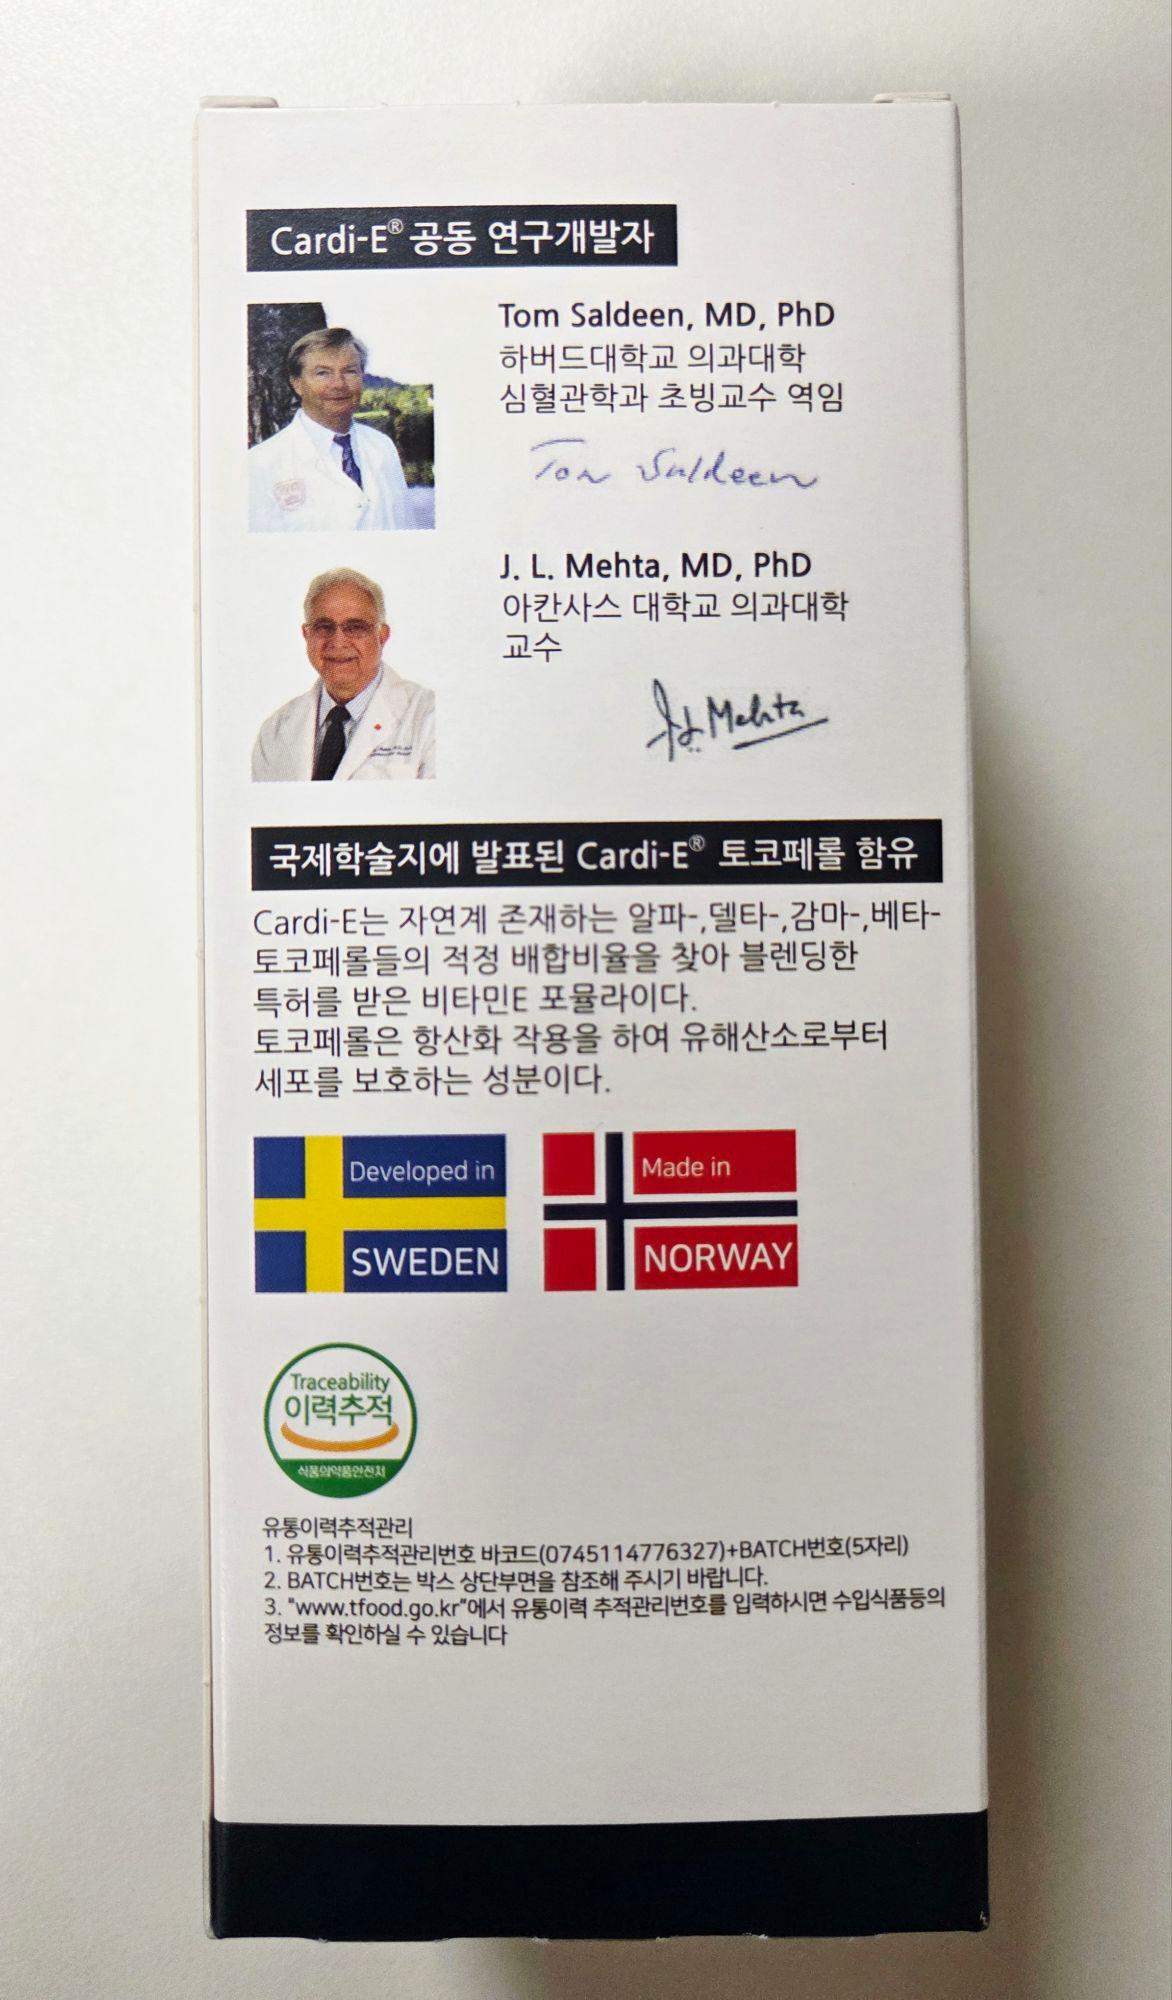 Cardi-E® 공동 연구개발자
Tom Saldeen, MD, PhD
하버드대학교 의과대학
심혈관학과 초빙교수 역임
Tom Saldeen
J. L. Mehta, MD, PhD
아칸사스 대학교 의과대학
교수
J.L. Mehta
국제학술지에 발표된 Cardi-E® 토코페롤 함유
Cardi-E는 자연계 존재하는 알파-,델타-,감마-,베타-
토코페롤들의 적정 배합비율을 찾아 블렌딩한
특허를 받은 비타민E 포뮬라이다.
토코페롤은 항산화 작용을 하여 유해산소로부터
세포를 보호하는 성분이다.
Developed in
SWEDEN
Made in
NORWAY
Traceability
이력추적
식품의약품안전처
유통이력추적관리
1. 유통이력추적관리번호 바코드(0745114776327)+BATCH번호(5자리)
2. BATCH번호는 박스 상단부면을 참조해 주시기 바랍니다.
3. "www.tfood.go.kr"에서 유통이력 추적관리번호를 입력하시면 수입식품등의
정보를 확인하실 수 있습니다